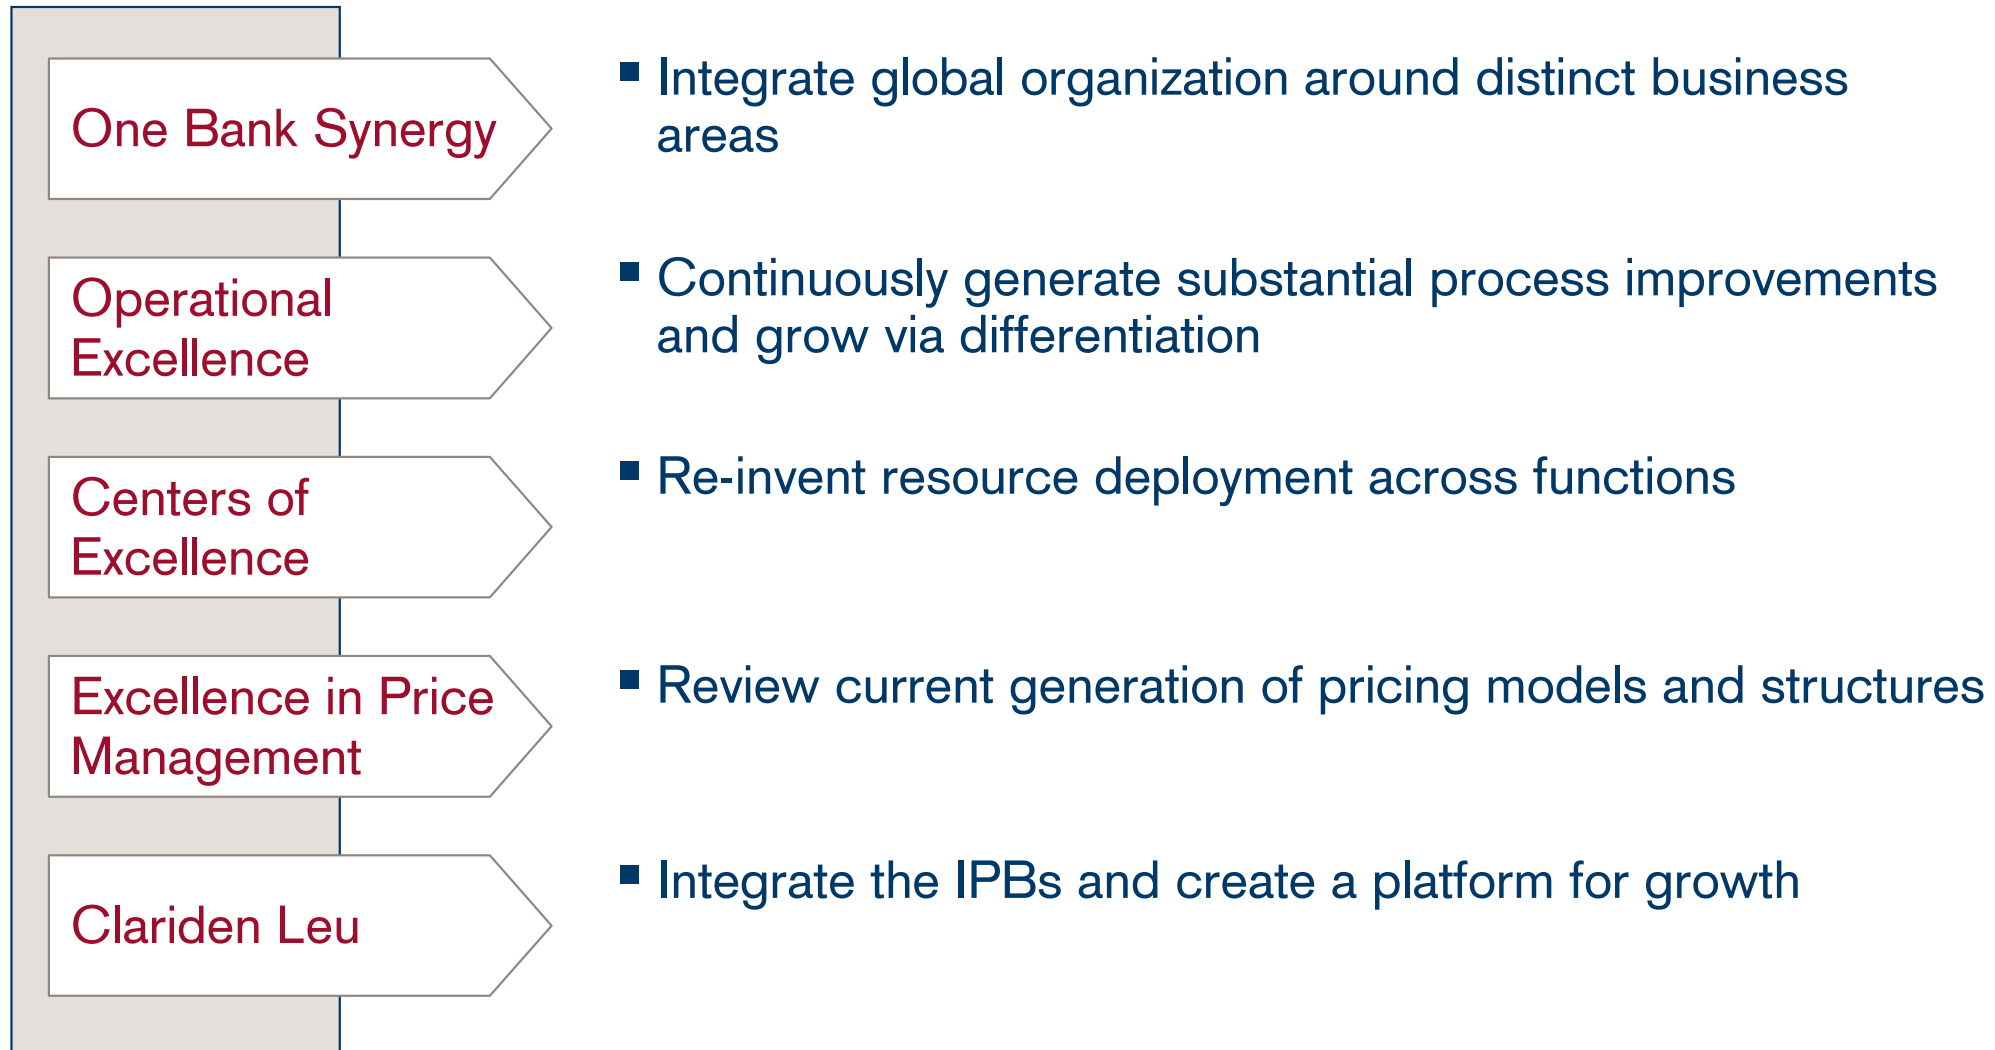 One Bank Synergy
■ Integrate global organization around distinct business
areas
Operational
Excellence
■ Continuously generate substantial process improvements
and grow via differentiation
Centers of
Excellence
■ Re-invent resource deployment across functions
Excellence in Price
Management
■ Review current generation of pricing models and structures
Clariden Leu
■ Integrate the IPBs and create a platform for growth